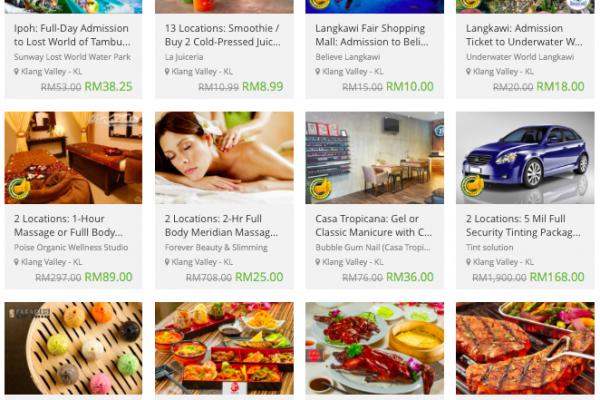 Ipoh: Full-Day Admission
to Lost World of Tambu...
Sunway Lost World Water Park
Klang Valley - KL
RM53.00 RM38.25
13 Locations: Smoothie /
Buy 2 Cold-Pressed Juic...
La Juiceria
Klang Valley - KL
RM10.99 RM8.99
Langkawi Fair Shopping
Mall: Admission to Beli...
Believe Langkawi
Klang Valley - KL
RM15.00 RM10.00
Langkawi: Admission
Ticket to Underwater W...
Underwater World Langkawi
Klang Valley - KL
RM20.00 RM18.00
2 Locations: 1-Hour
Massage or Fulll Body...
Poise Organic Wellness Studio
Klang Valley - KL
RM297.00 RM89.00
2 Locations: 2-Hr Full
Body Meridian Massag...
Forever Beauty & Slimming
Klang Valley - KL
RM708.00 RM25.00
Casa Tropicana: Gel or
Classic Manicure with C...
Bubble Gum Nail (Casa Tropi...
Klang Valley - KL
RM76.00 RM36.00
2 Locations: 5 Mil Full
Security Tinting Packag...
Tint solution
Klang Valley - KL
RM1,900.00 RM168.00
PARADISE